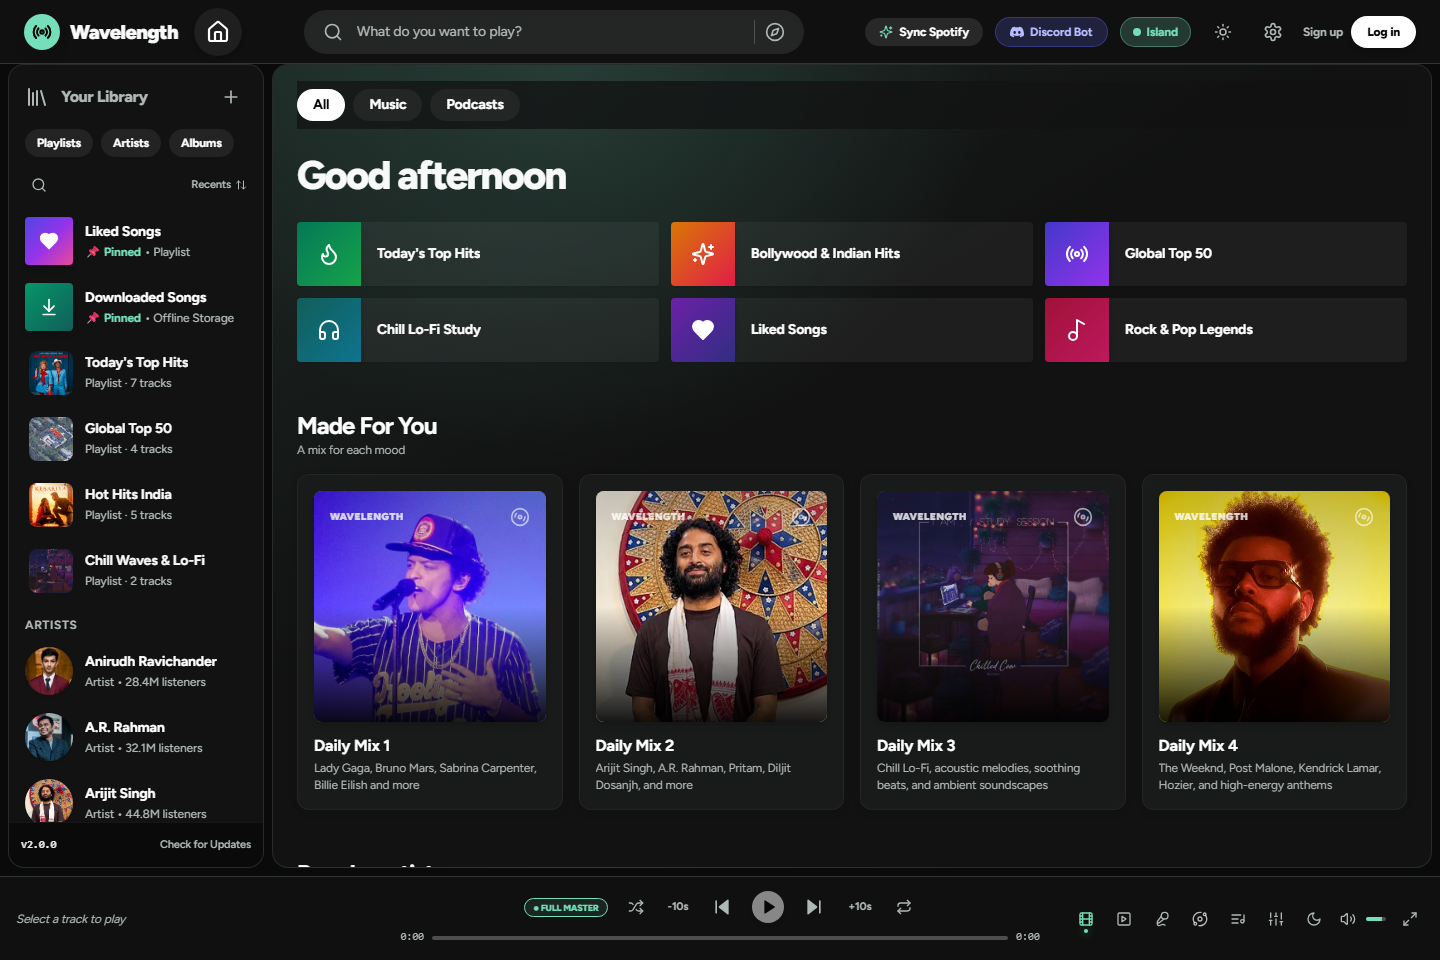 Wavelength
What do you want to play?
Sync Spotify
Discord Bot
Island
Sign up
Log in
Your Library
Playlists
Artists
Albums
Recents
Liked Songs
Pinned • Playlist
Downloaded Songs
Pinned • Offline Storage
Today's Top Hits
Playlist · 7 tracks
Global Top 50
Playlist · 4 tracks
Hot Hits India
Playlist · 5 tracks
Chill Waves & Lo-Fi
Playlist · 2 tracks
ARTISTS
Anirudh Ravichander
Artist • 28.4M listeners
A.R. Rahman
Artist • 32.1M listeners
Arijit Singh
Artist • 44.8M listeners
v2.0.0
Check for Updates
All
Music
Podcasts
Good afternoon
Today's Top Hits
Bollywood & Indian Hits
Global Top 50
Chill Lo-Fi Study
Liked Songs
Rock & Pop Legends
Made For You
A mix for each mood
WAVELENGTH
Daily Mix 1
Lady Gaga, Bruno Mars, Sabrina Carpenter,
Billie Eilish and more
WAVELENGTH
Daily Mix 2
Arijit Singh, A.R. Rahman, Pritam, Diljit
Dosanjh, and more
WAVELENGTH
STUDY SESSION
Chilled Cow
Daily Mix 3
Chill Lo-Fi, acoustic melodies, soothing
beats, and ambient soundscapes
WAVELENGTH
Daily Mix 4
The Weeknd, Post Malone, Kendrick Lamar,
Hozier, and high-energy anthems
Select a track to play
FULL MASTER
-10s
+10s
0:00
0:00